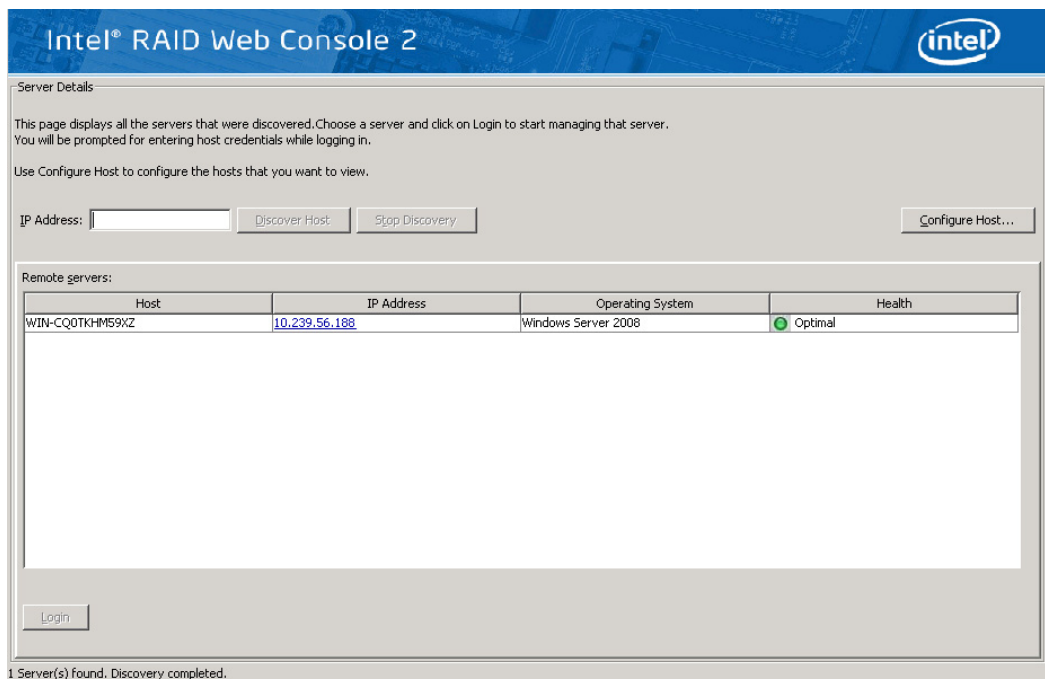 Intel® RAID Web Console 2
intel
Server Details
This page displays all the servers that were discovered.Choose a server and click on Login to start managing that server.
You will be prompted for entering host credentials while logging in.
Use Configure Host to configure the hosts that you want to view.
IP Address: Discover Host Stop Discovery Configure Host...
Remote servers:
Host IP Address Operating System Health
WIN-CQ0TKHM59XZ 10.239.56.188 Windows Server 2008 Optimal
Login
1 Server(s) found. Discovery completed.